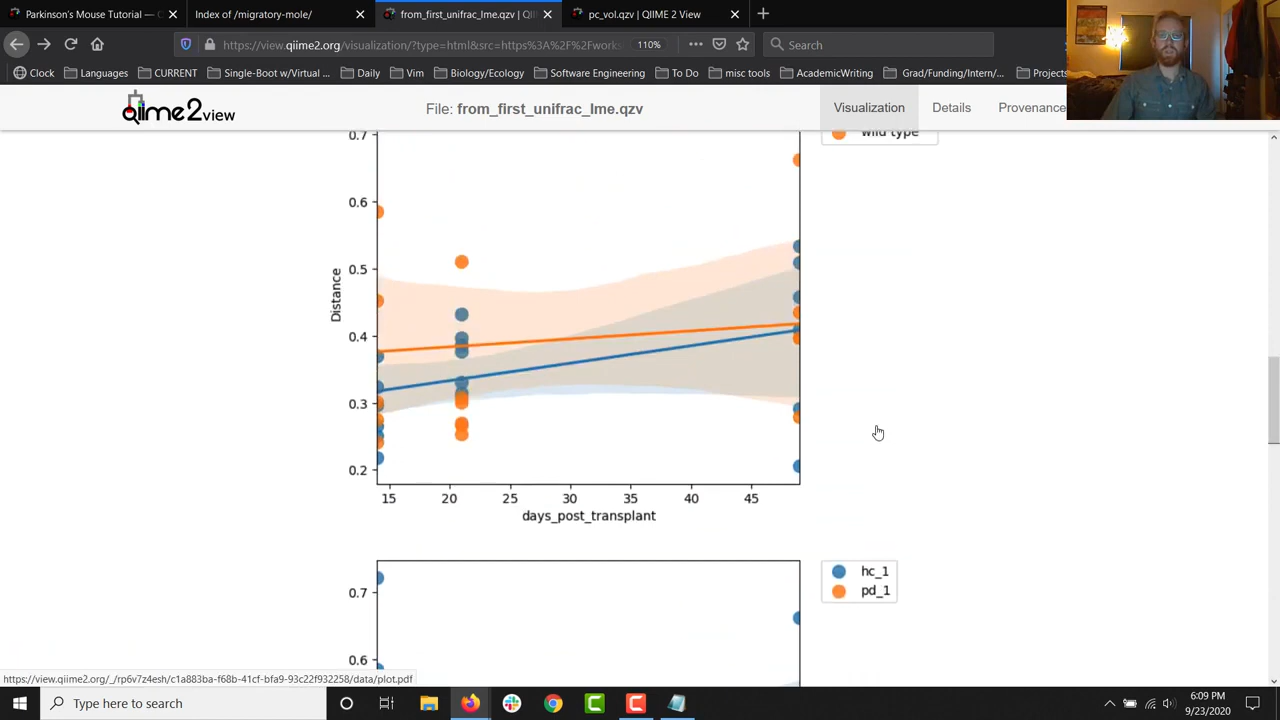 Parkinson's Mouse Tutorial —
Index of /migratory-mole/
from_first_unifrac_lme.qzv | QII
pc_vol.qzv | QIIME 2 View
https://view.qiime2.org/visualization/?type=html&src=https%3A%2F%2Fworks
110%
Search
Clock
Languages
CURRENT
Single-Boot w/Virtual ...
Daily
Vim
Biology/Ecology
Software Engineering
To Do
misc tools
AcademicWriting
Grad/Funding/Intern/...
Projects
qiime2view
File: from_first_unifrac_lme.qzv
Visualization
Details
Provenance
wild type
0.7
0.6
0.5
0.4
0.3
0.2
Distance
15 20 25 30 35 40 45
days_post_transplant
hc_1
pd_1
0.7
0.6
https://view.qiime2.org/_/rp6v7z4esh/c1a883ba-f68b-41cf-bfa9-93c22f932258/data/plot.pdf
Type here to search
6:09 PM
9/23/2020